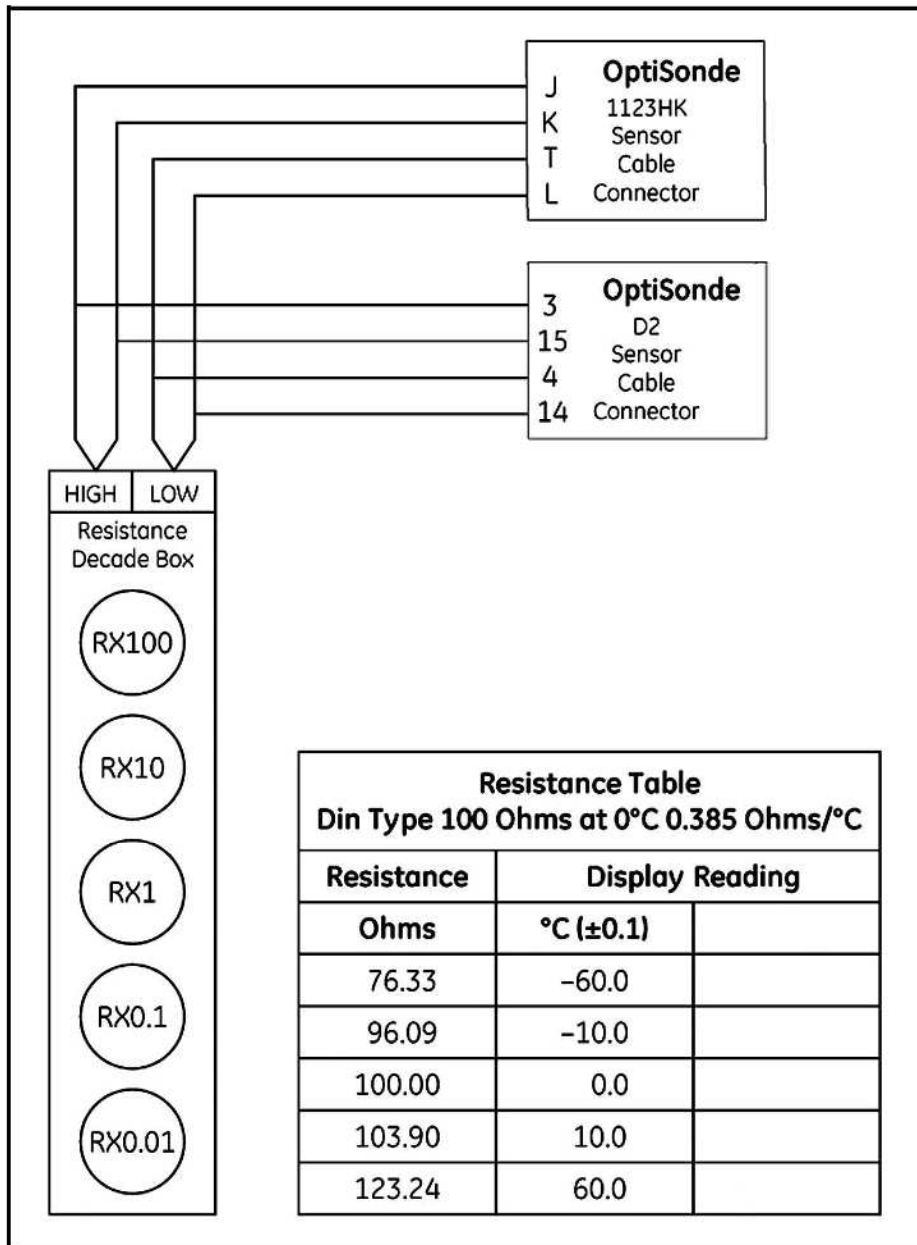 OptiSonde
J
1123HK
K
Sensor
T
Cable
L
Connector
OptiSonde
3
D2
15
Sensor
4
Cable
14
Connector
HIGH LOW
Resistance
Decade Box
RX100
RX10
RX1
RX0.1
RX0.01
Resistance Table
Din Type 100 Ohms at 0°C 0.385 Ohms/°C
Resistance Display Reading
Ohms °C (±0.1)
76.33 –60.0
96.09 –10.0
100.00 0.0
103.90 10.0
123.24 60.0